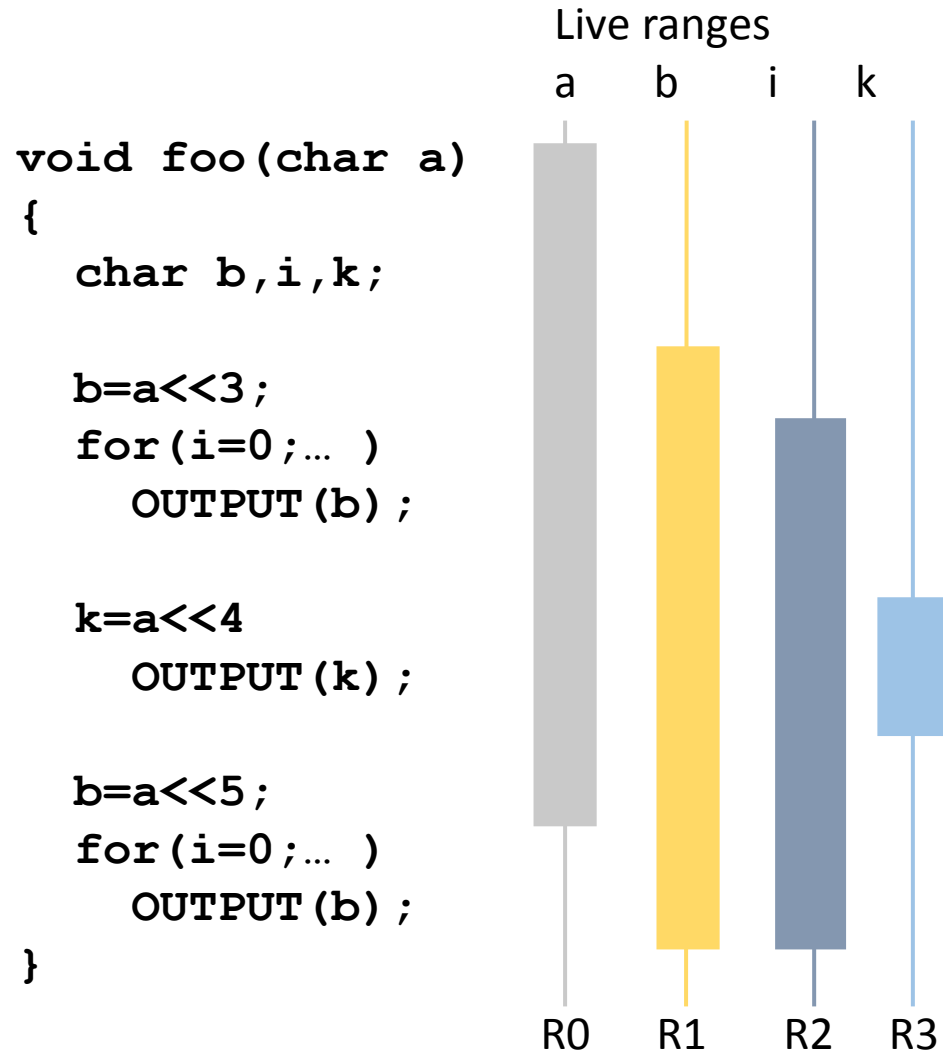 Live ranges
a b i k
void foo(char a)
{
char b,i,k;
b=a<<3;
for(i=0;… )
OUTPUT(b);
k=a<<4
OUTPUT(k);
b=a<<5;
for(i=0;… )
OUTPUT(b);
}
R0 R1 R2 R3